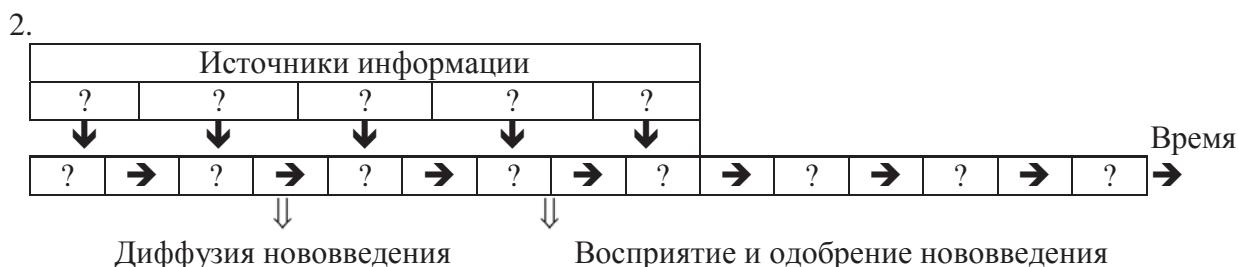 2.
Источники информации
? ? ? ? ?
Время
? ? ? ? ? ? ? ?
Диффузия нововведения Восприятие и одобрение нововведения